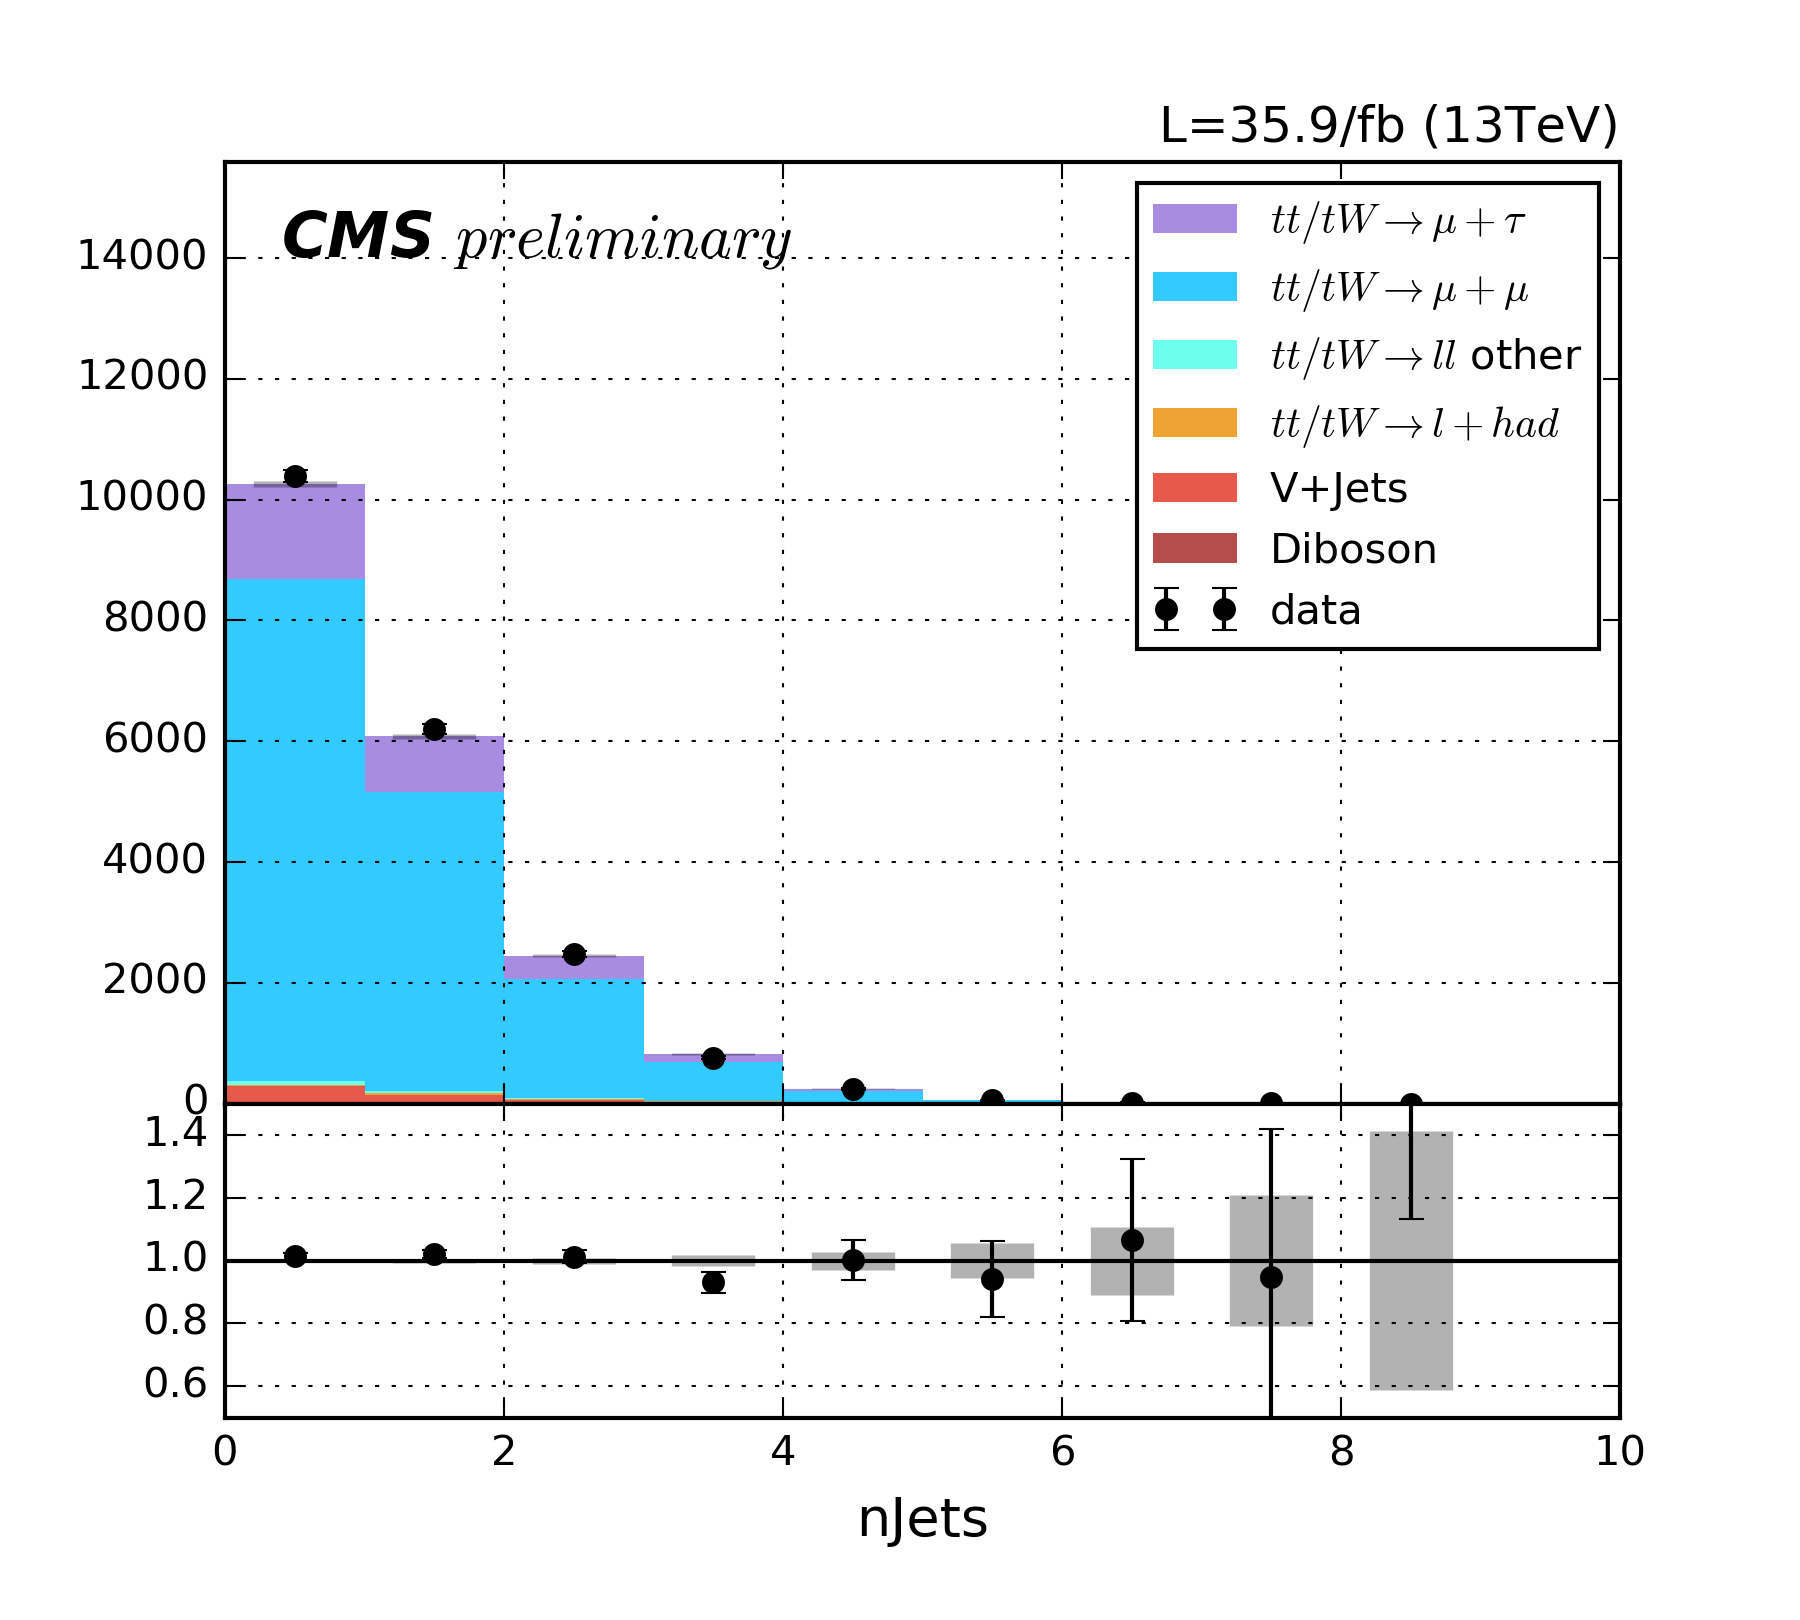 L=35.9/fb (13TeV)
CMS preliminary
tt/tW→μ+τ
tt/tW→μ+μ
tt/tW→ll other
tt/tW→l+had
V+Jets
Diboson
data
14000
12000
10000
8000
6000
4000
2000
0
1.4
1.2
1.0
0.8
0.6
0 2 4 6 8 10
nJets